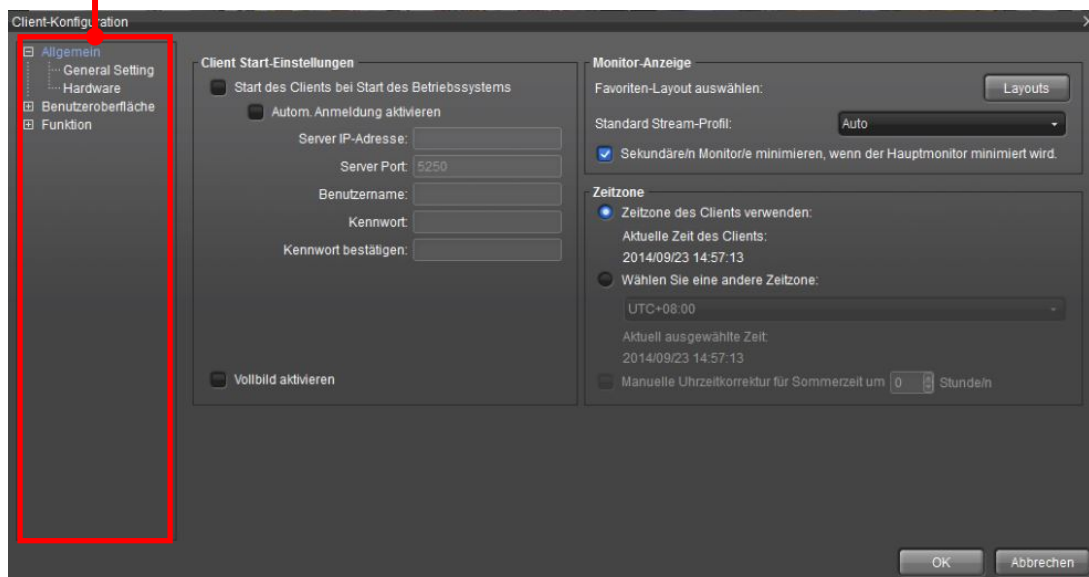 Client-Konfiguration
Allgemein
General Setting
Hardware
Benutzeroberfläche
Funktion
Client Start-Einstellungen
Start des Clients bei Start des Betriebssystems
Autom. Anmeldung aktivieren
Server IP-Adresse:
Server Port: 5250
Benutzername:
Kennwort:
Kennwort bestätigen:
Vollbild aktivieren
Monitor-Anzeige
Favoriten-Layout auswählen: Layouts
Standard Stream-Profil: Auto
Sekundäre/n Monitor/e minimieren, wenn der Hauptmonitor minimiert wird.
Zeitzone
Zeitzone des Clients verwenden:
Aktuelle Zeit des Clients:
2014/09/23 14:57:13
Wählen Sie eine andere Zeitzone:
UTC+08:00
Aktuell ausgewählte Zeit:
2014/09/23 14:57:13
Manuelle Uhrzeitkorrektur für Sommerzeit um 0 Stunde/n
OK Abbrechen